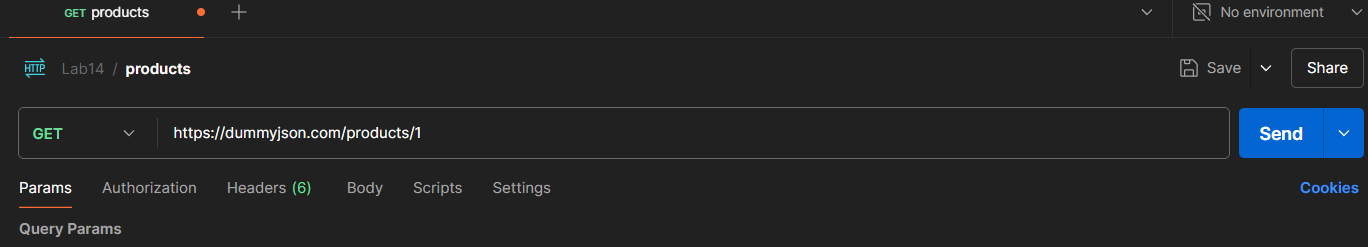 GET products
No environment
HTTP Lab14 / products Save Share
GET https://dummyjson.com/products/1 Send
Params Authorization Headers (6) Body Scripts Settings Cookies
Query Params